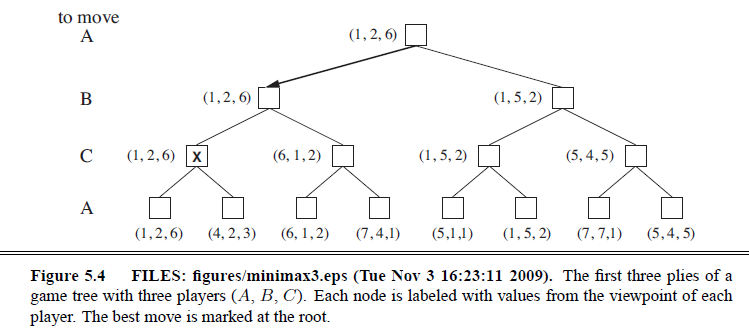 to move
A (1, 2, 6)
B (1, 2, 6) (1, 5, 2)
C (1, 2, 6) X (6, 1, 2) (1, 5, 2) (5, 4, 5)
A
(1, 2, 6) (4, 2, 3) (6, 1, 2) (7, 4, 1) (5, 1, 1) (1, 5, 2) (7, 7, 1) (5, 4, 5)
Figure 5.4 FILES: figures/minimax3.eps (Tue Nov 3 16:23:11 2009). The first three plies of a
game tree with three players (A, B, C). Each node is labeled with values from the viewpoint of each
player. The best move is marked at the root.